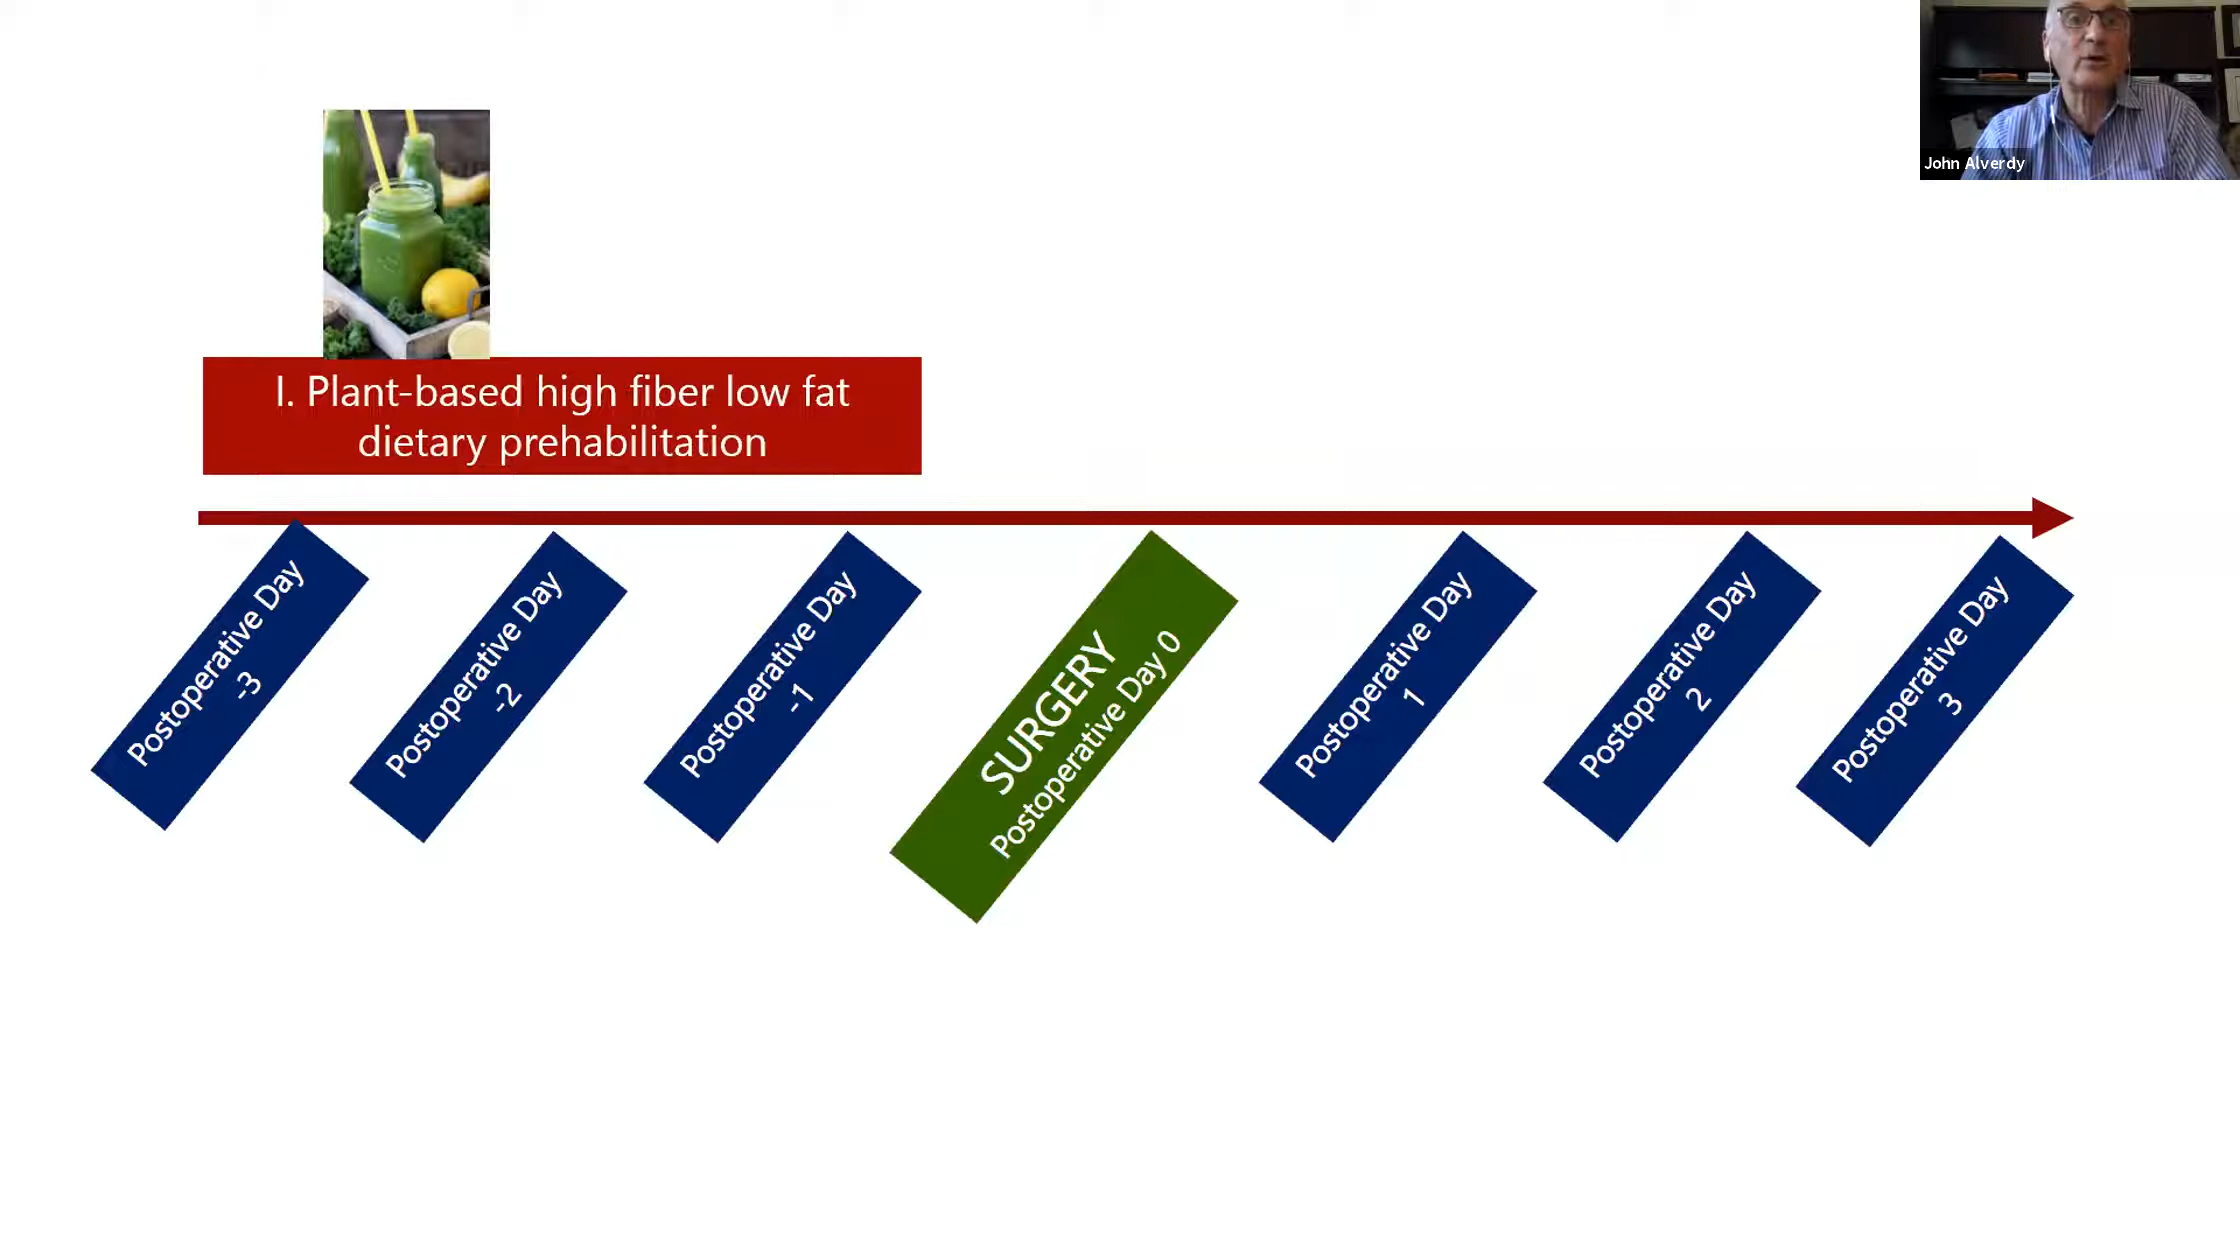 John Alverdy
I. Plant-based high fiber low fat
dietary prehabilitation
Postoperative Day
-3
Postoperative Day
-2
Postoperative Day
-1
SURGERY
Postoperative Day 0
Postoperative Day
1
Postoperative Day
2
Postoperative Day
3